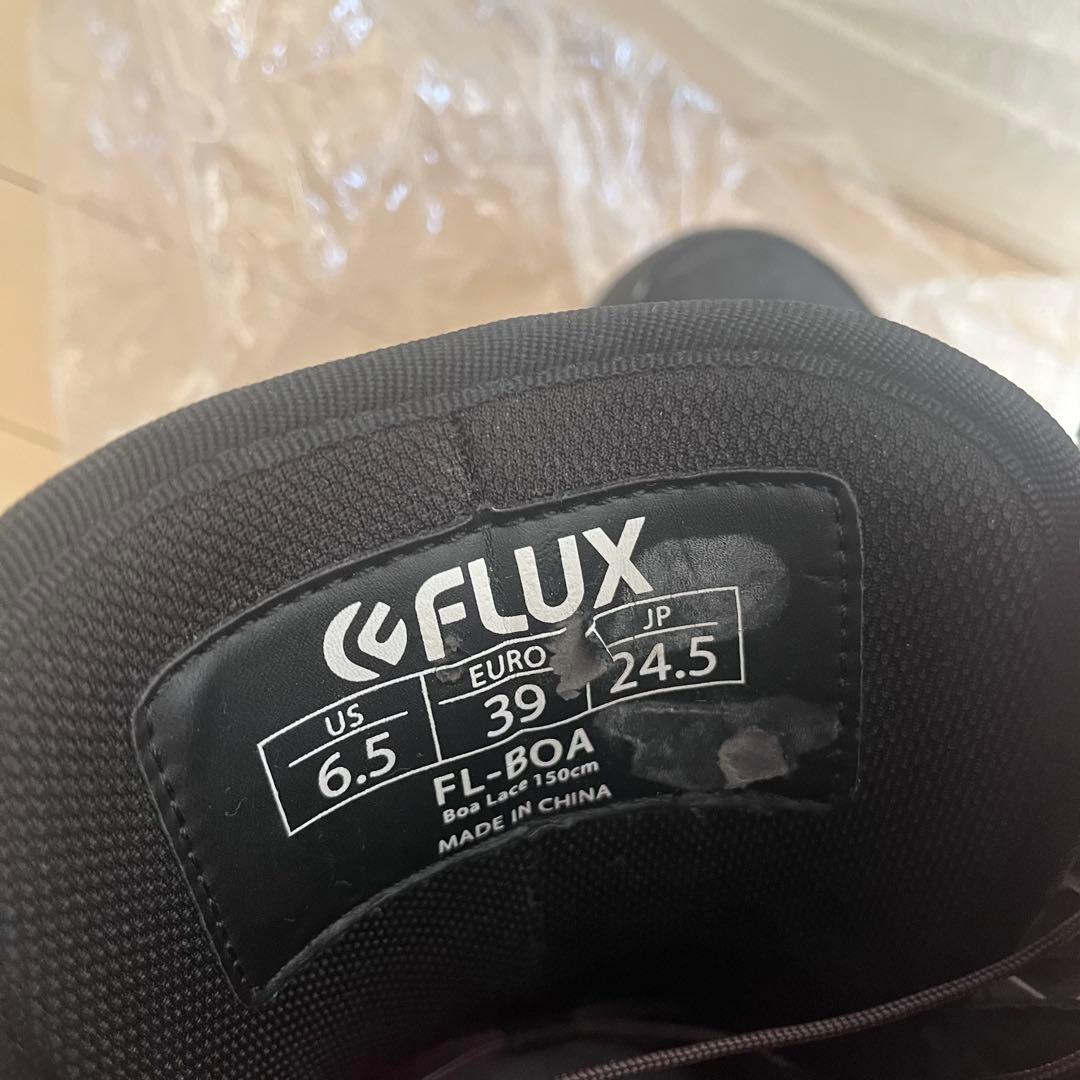 FLUX
US EURO JP
6.5 39 24.5
FL-BOA
Boa Lace 150cm
MADE IN CHINA